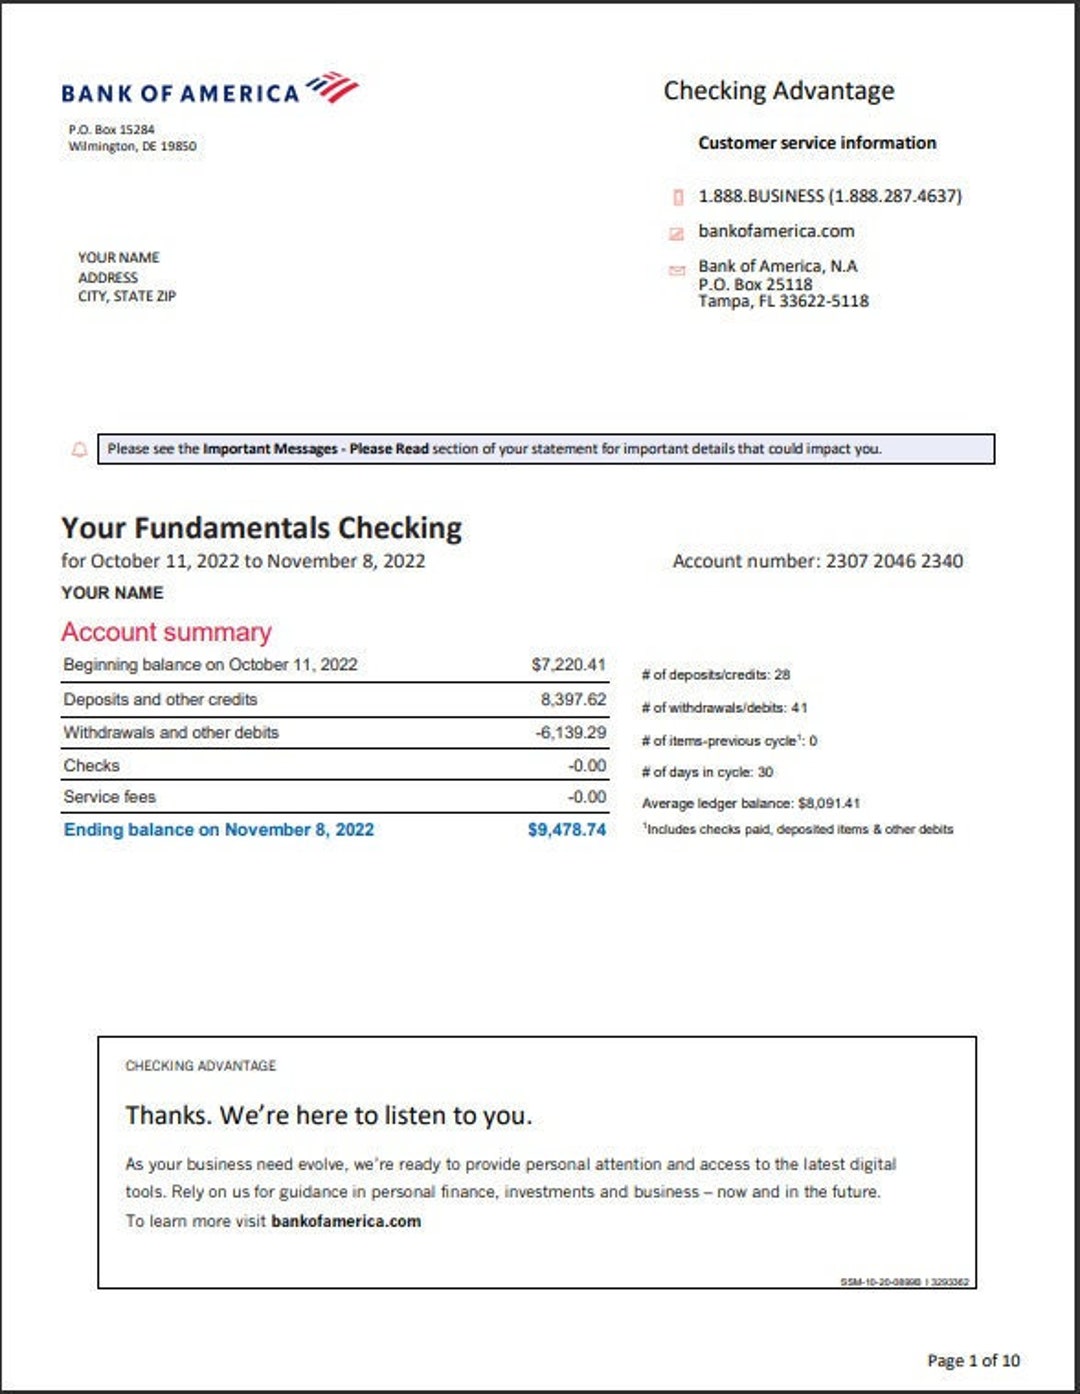 BANK OF AMERICA
P.O. Box 15284
Wilmington, DE 19850
Checking Advantage
Customer service information
1.888.BUSINESS (1.888.287.4637)
bankofamerica.com
Bank of America, N.A
P.O. Box 25118
Tampa, FL 33622-5118
YOUR NAME
ADDRESS
CITY, STATE ZIP
Please see the Important Messages - Please Read section of your statement for important details that could impact you.
Your Fundamentals Checking
for October 11, 2022 to November 8, 2022
Account number: 2307 2046 2340
YOUR NAME
Account summary
Beginning balance on October 11, 2022 $7,220.41
Deposits and other credits 8,397.62
Withdrawals and other debits -6,139.29
Checks -0.00
Service fees -0.00
Ending balance on November 8, 2022 $9,478.74
# of deposits/credits: 28
# of withdrawals/debits: 41
# of items-previous cycle¹: 0
# of days in cycle: 30
Average ledger balance: $8,091.41
¹Includes checks paid, deposited items & other debits
CHECKING ADVANTAGE
Thanks. We’re here to listen to you.
As your business need evolve, we’re ready to provide personal attention and access to the latest digital
tools. Rely on us for guidance in personal finance, investments and business – now and in the future.
To learn more visit bankofamerica.com
Page 1 of 10